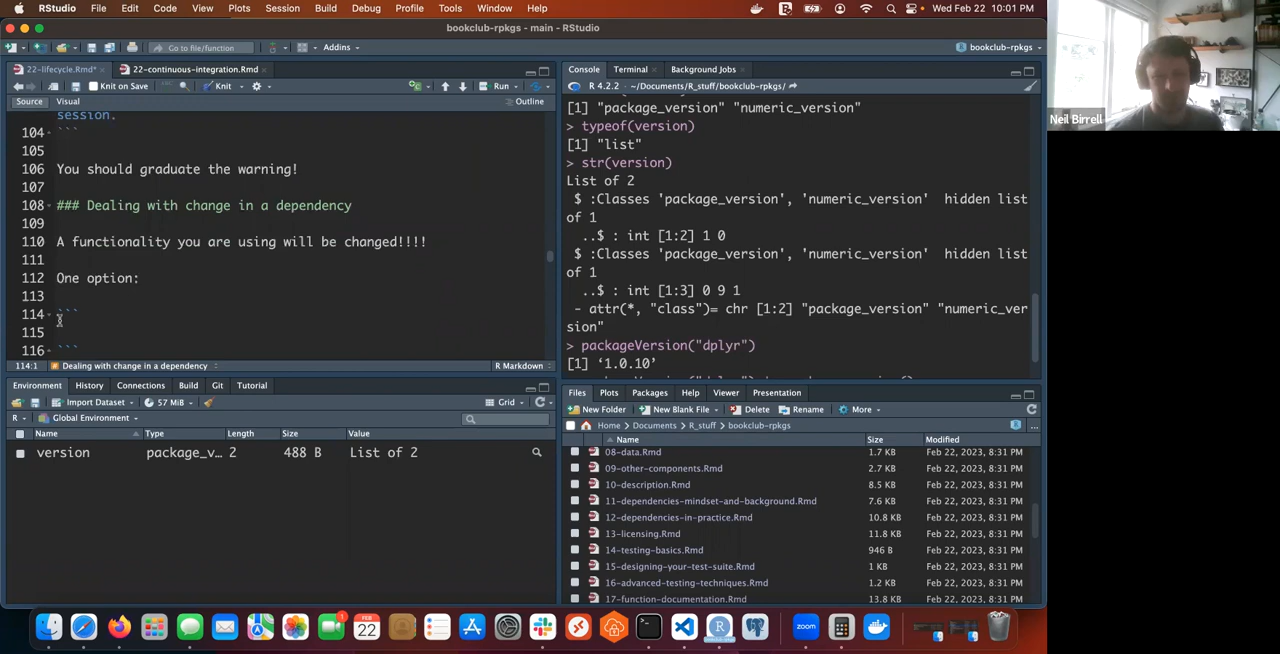 RStudio File Edit Code View Plots Session Build Debug Profile Tools Window Help Wed Feb 22 10:01 PM
bookclub-rpkgs - main - RStudio
Go to file/function Addins bookclub-rpkgs
22-lifecycle.Rmd* 22-continuous-integration.Rmd
Knit on Save Knit Run
Source Visual Outline
session.
104 ```
105
106 You should graduate the warning!
107
108 ### Dealing with change in a dependency
109
110 A functionality you are using will be changed!!!!
111
112 One option:
113
114 ```
115
116 ```
114:1 Dealing with change in a dependency R Markdown
Console Terminal Background Jobs
R 4.2.2 · ~/Documents/R_stuff/bookclub-rpkgs/
[1] "package_version" "numeric_version"
> typeof(version)
[1] "list"
> str(version)
List of 2
$ :Classes 'package_version', 'numeric_version' hidden list
of 1
..$ : int [1:2] 1 0
$ :Classes 'package_version', 'numeric_version' hidden list
of 1
..$ : int [1:3] 0 9 1
- attr(*, "class")= chr [1:2] "package_version" "numeric_ver
sion"
> packageVersion("dplyr")
[1] ‘1.0.10’
Environment History Connections Build Git Tutorial
Import Dataset 57 MiB Grid
R Global Environment
Name Type Length Size Value
version package_v… 2 488 B List of 2
Files Plots Packages Help Viewer Presentation
New Folder New Blank File Delete Rename More
Home Documents R_stuff bookclub-rpkgs
Name Size Modified
08-data.Rmd 1.7 KB Feb 22, 2023, 8:31 PM
09-other-components.Rmd 2.7 KB Feb 22, 2023, 8:31 PM
10-description.Rmd 8.5 KB Feb 22, 2023, 8:31 PM
11-dependencies-mindset-and-background.Rmd 7.6 KB Feb 22, 2023, 8:31 PM
12-dependencies-in-practice.Rmd 10.8 KB Feb 22, 2023, 8:31 PM
13-licensing.Rmd 11.8 KB Feb 22, 2023, 8:31 PM
14-testing-basics.Rmd 946 B Feb 22, 2023, 8:31 PM
15-designing-your-test-suite.Rmd 1 KB Feb 22, 2023, 8:31 PM
16-advanced-testing-techniques.Rmd 1.2 KB Feb 22, 2023, 8:31 PM
17-function-documentation.Rmd 13.8 KB Feb 22, 2023, 8:31 PM
Neil Birrell
FEB
22
1
zoom